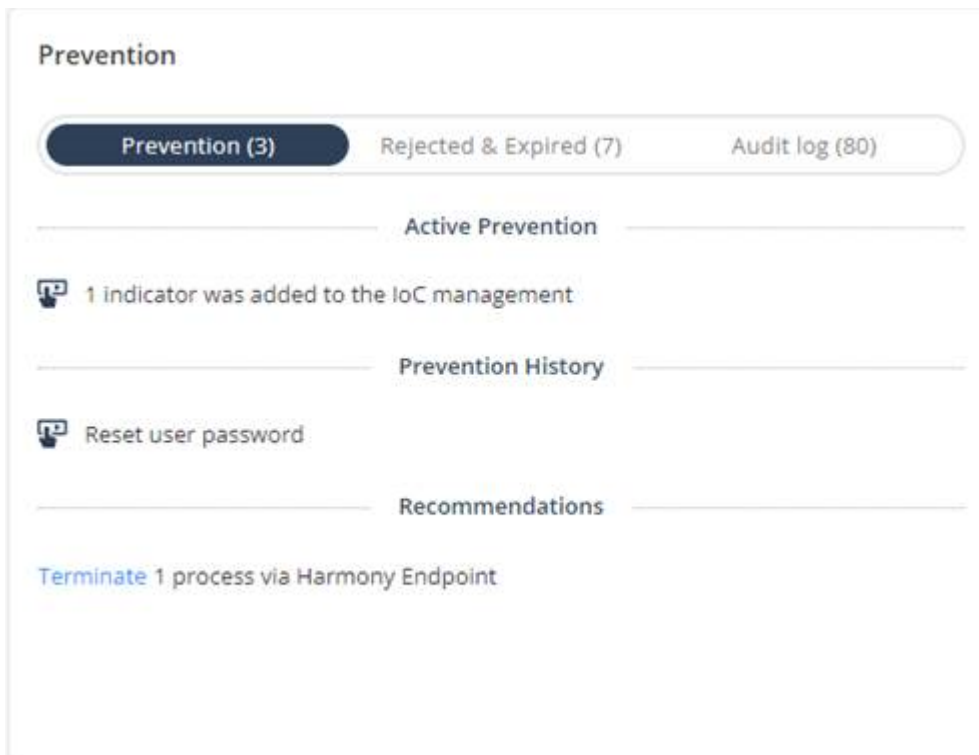 Prevention
Prevention (3) Rejected & Expired (7) Audit log (80)
Active Prevention
1 indicator was added to the IoC management
Prevention History
Reset user password
Recommendations
Terminate 1 process via Harmony Endpoint